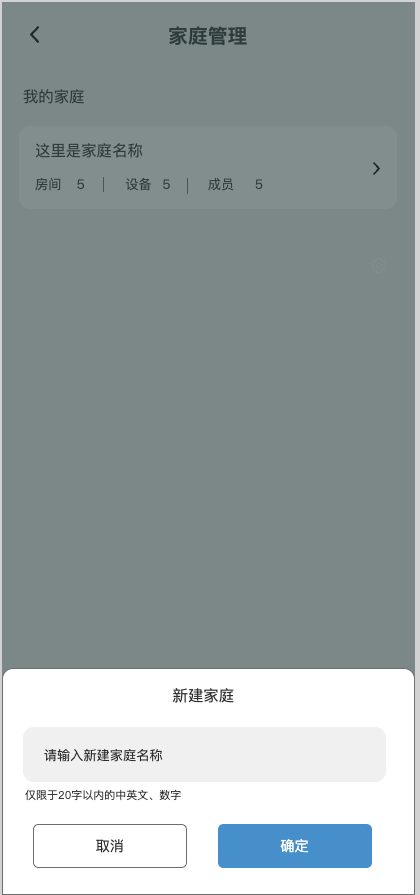 家庭管理
我的家庭
这里是家庭名称
房间 5 | 设备 5 | 成员 5
新建家庭
请输入新建家庭名称
仅限于20字以内的中英文、数字
取消 确定